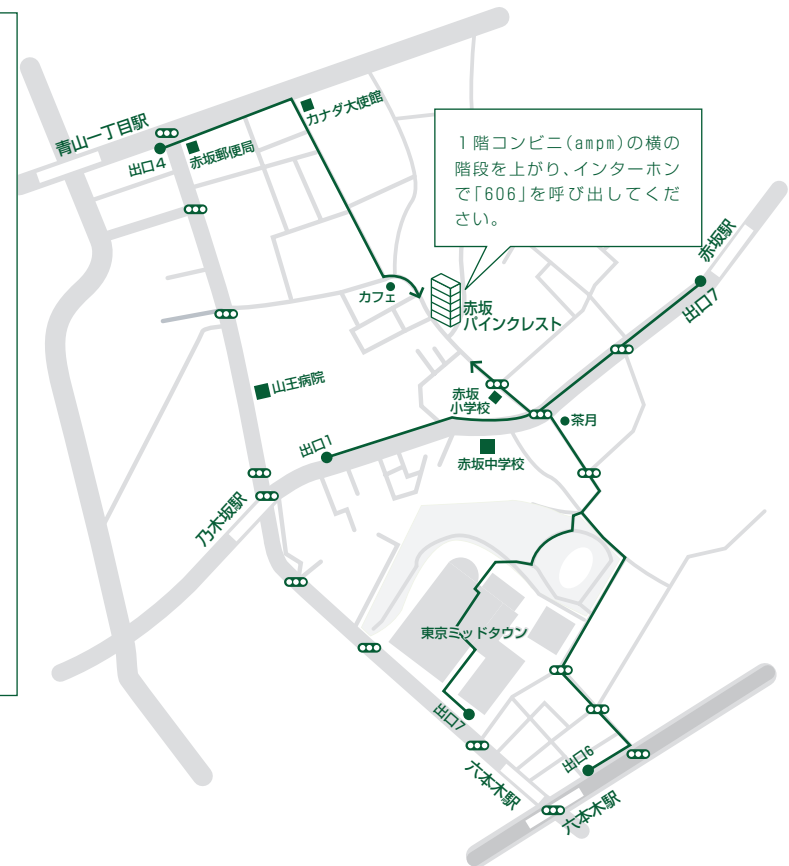 青山一丁目駅
出口4
赤坂郵便局
カナダ大使館
1階コンビニ(ampm)の横の
階段を上がり、インターホン
で「606」を呼び出してくだ
さい。
赤坂駅
出口7
カフェ
赤坂
パインクレスト
山王病院
赤坂
小学校
茶月
出口1
赤坂中学校
乃木坂駅
東京ミッドタウン
出口7
出口6
六本木駅
六本木駅